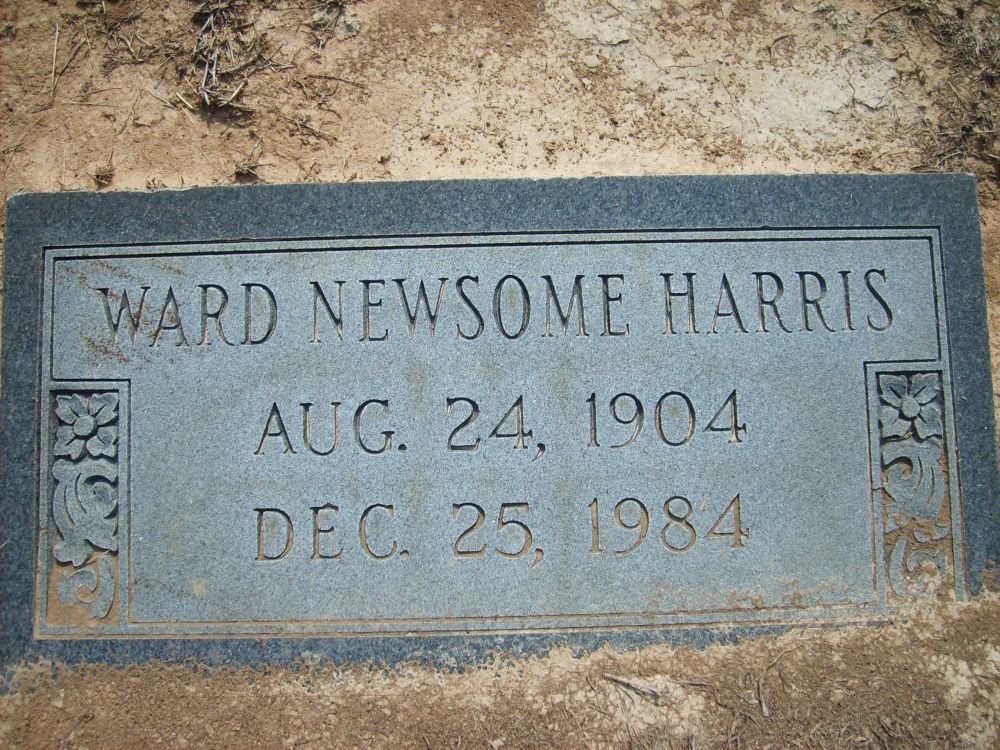 WARD NEWSOME HARRIS
AUG. 24, 1904
DEC. 25, 1984